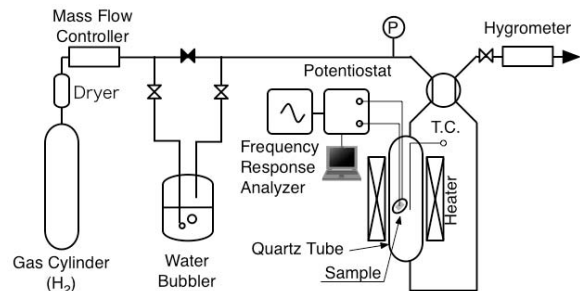 Mass Flow
Controller
Dryer
Gas Cylinder
(H₂)
Water
Bubbler
P
Hygrometer
Potentiostat
Frequency
Response
Analyzer
T.C.
Heater
Quartz Tube
Sample